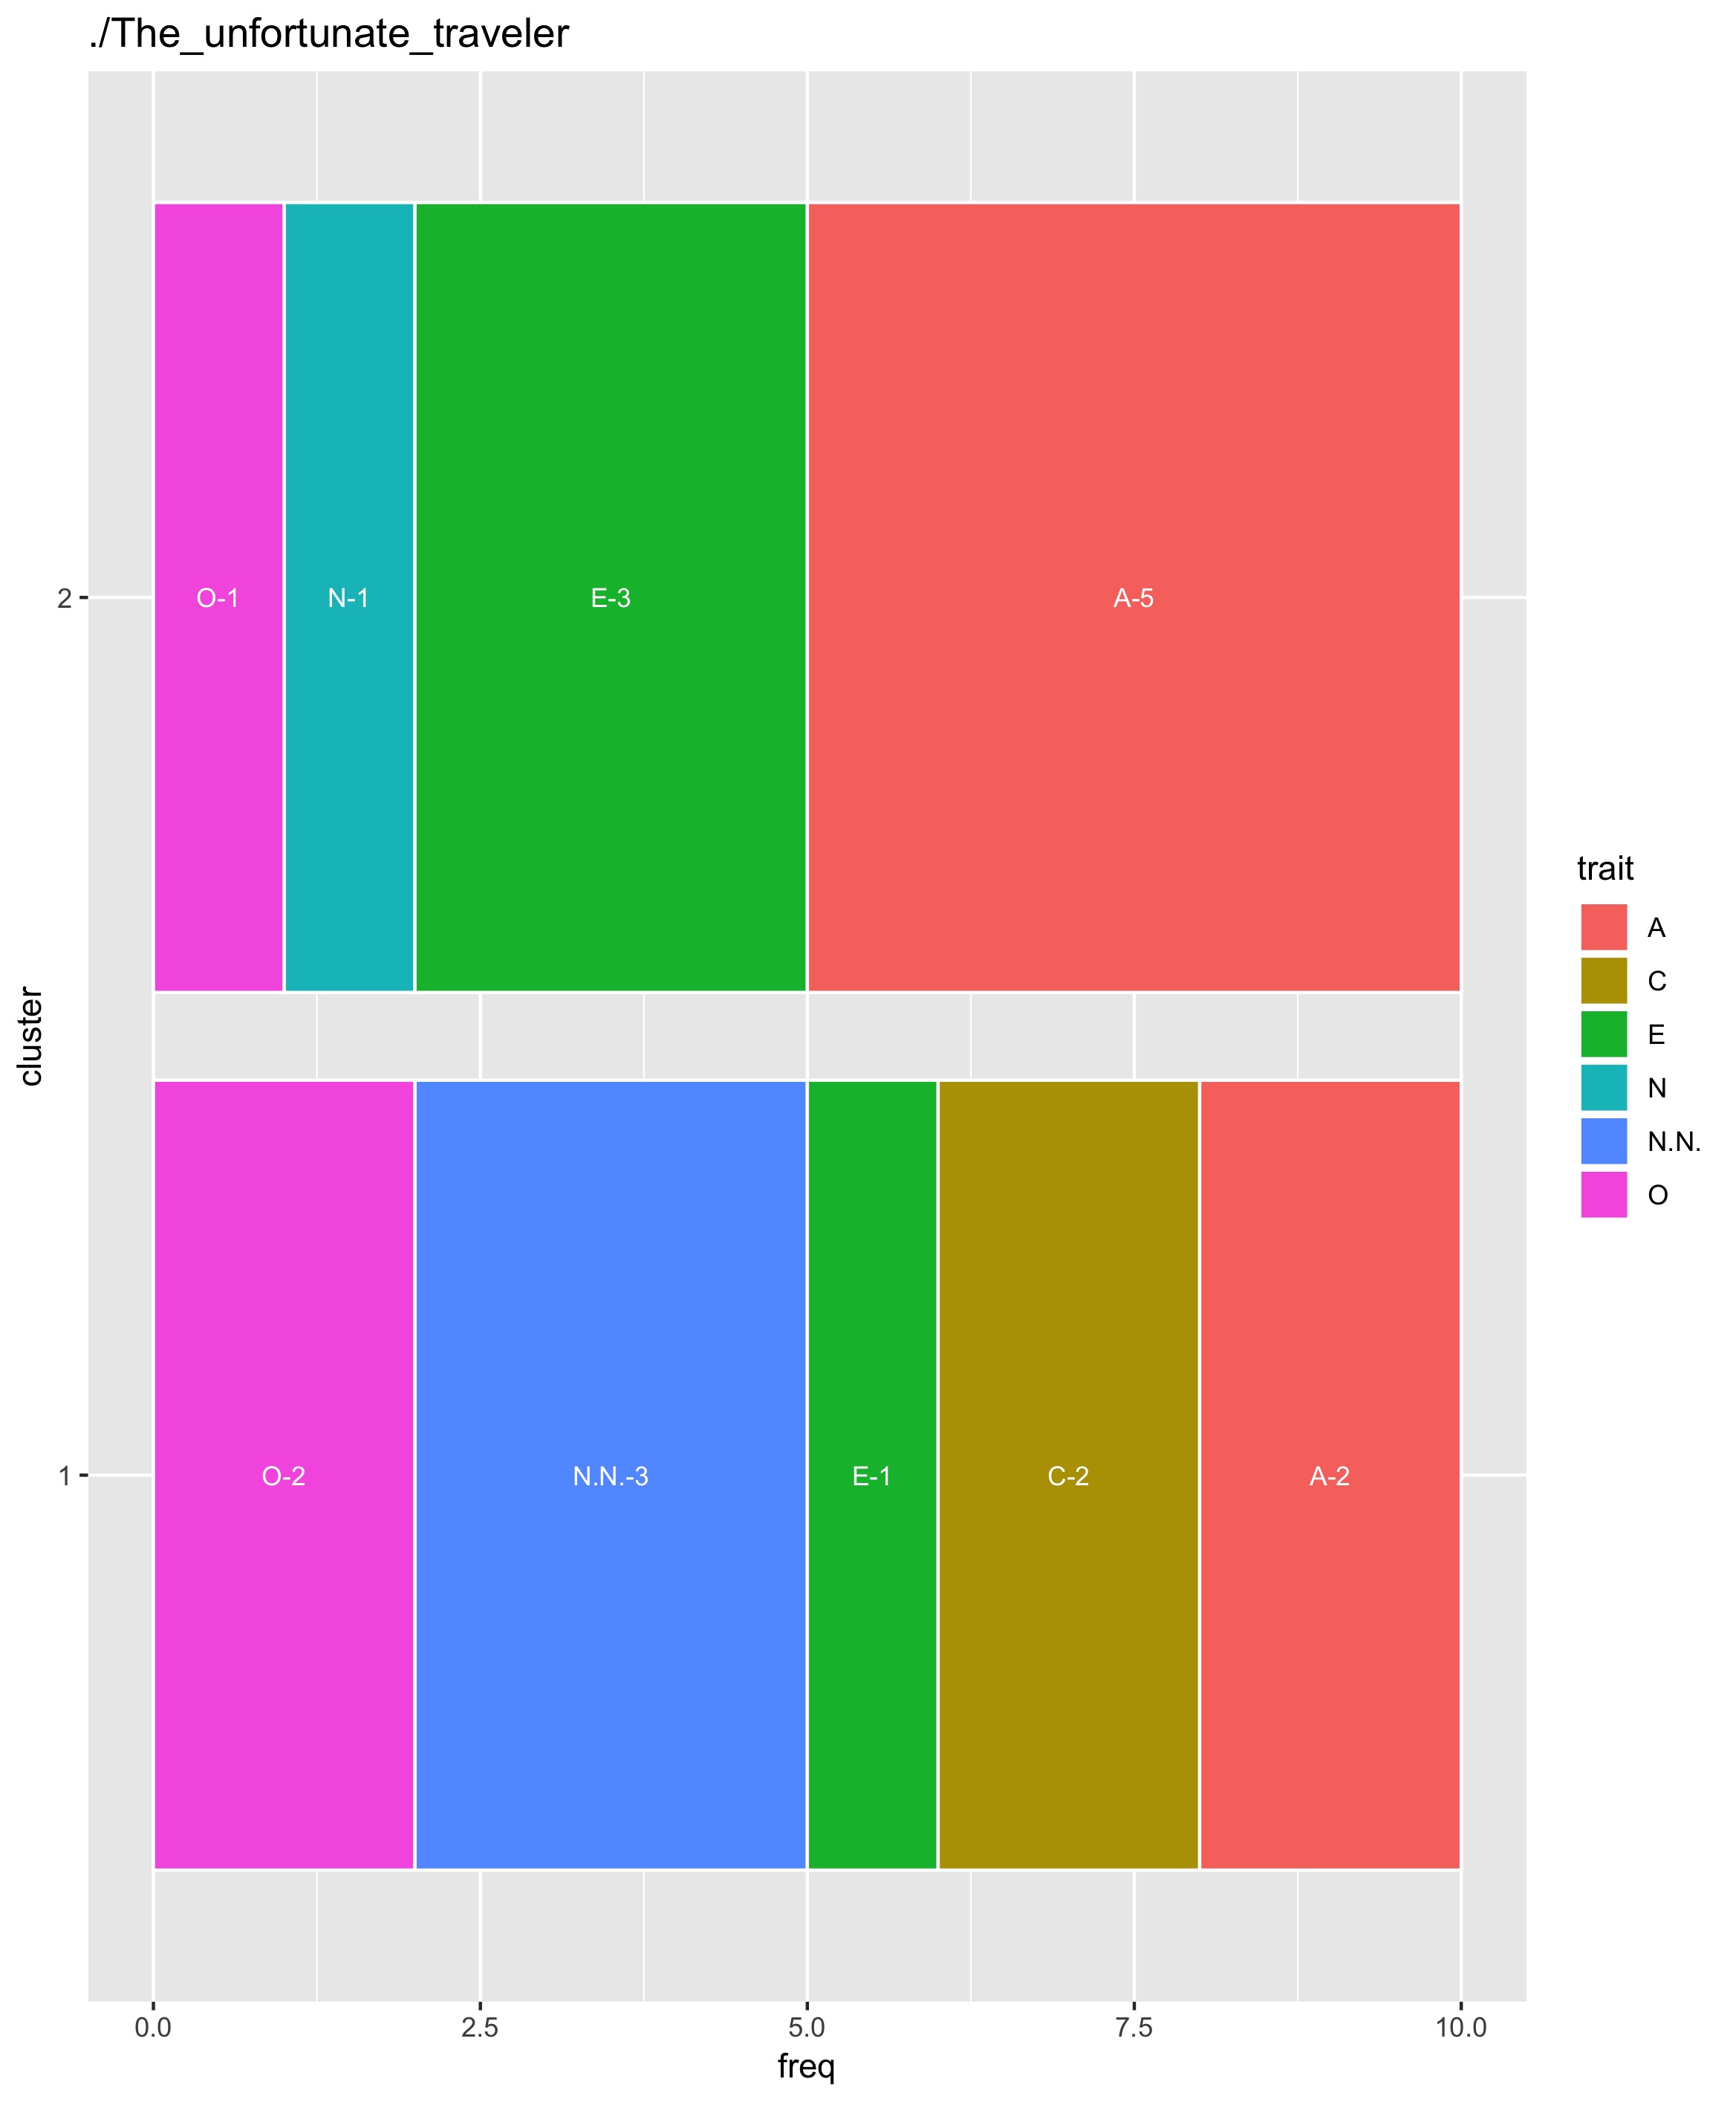 ./The_unfortunate_traveler
2
O-1 N-1 E-3 A-5
cluster
1
O-2 N.N.-3 E-1 C-2 A-2
0.0 2.5 5.0 7.5 10.0
freq
trait
A
C
E
N
N.N.
O